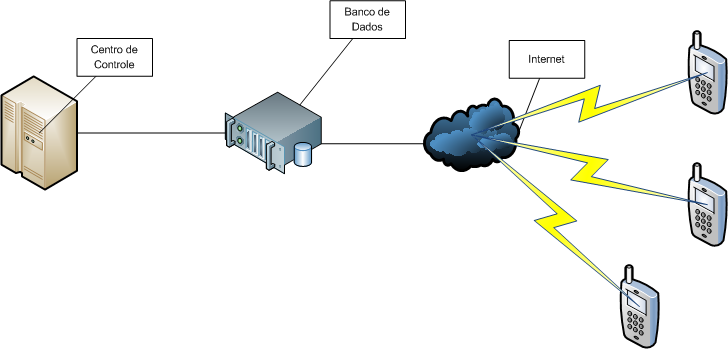 Centro de
Controle
Banco de
Dados
Internet